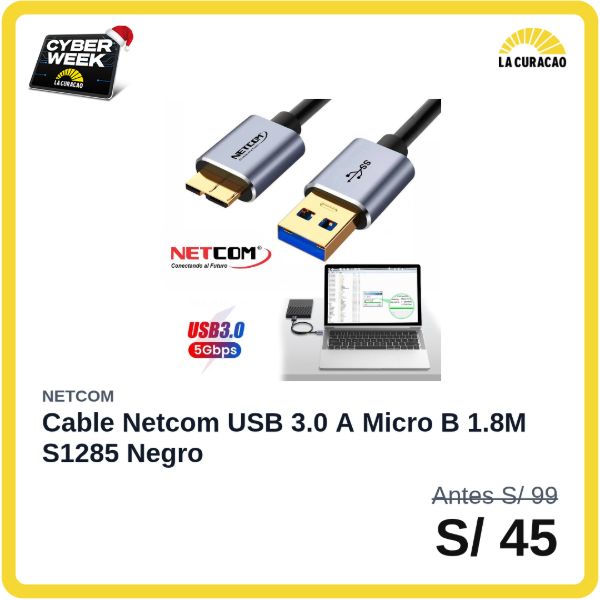 CYBER
WEEK
LA CURACAO
LA CURACAO
NETCOM
SS
NETCOM®
Conectando al Futuro
USB3.0
5Gbps
NETCOM
Cable Netcom USB 3.0 A Micro B 1.8M
S1285 Negro
Antes S/ 99
S/ 45